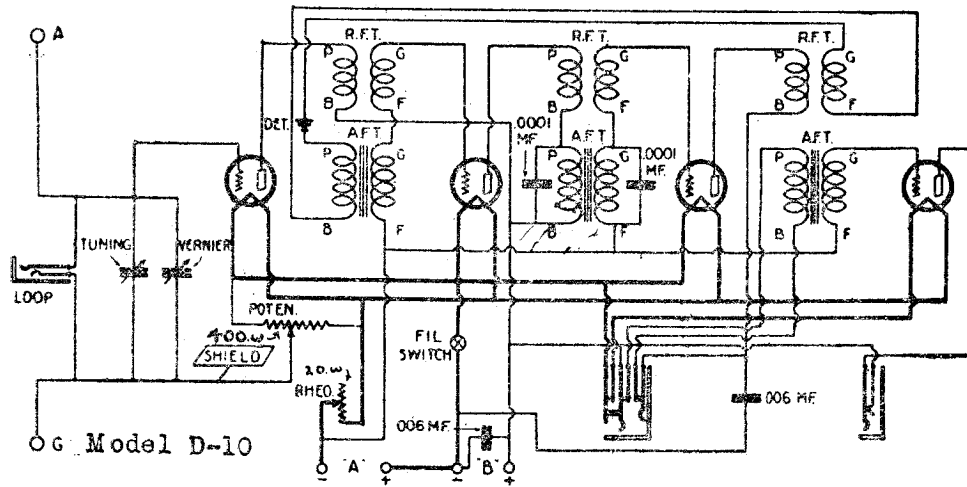 A
R.F.T.
R.F.T.
R.F.T.
P
G
P
G
P
G
B
F
B
F
B
F
DET.
A.F.T.
.0001 MF.
A.F.T.
.0001 MF.
A.F.T.
P
G
P
G
P
G
B
F
B
F
B
F
TUNING
VERNIER
LOOP
POTEN.
400.ω
SHIELD
20.ω
RHEO.
FIL
SWITCH
.006 MF.
.006 MF.
G
Model D-10
-
"A"
+
-
"B"
+